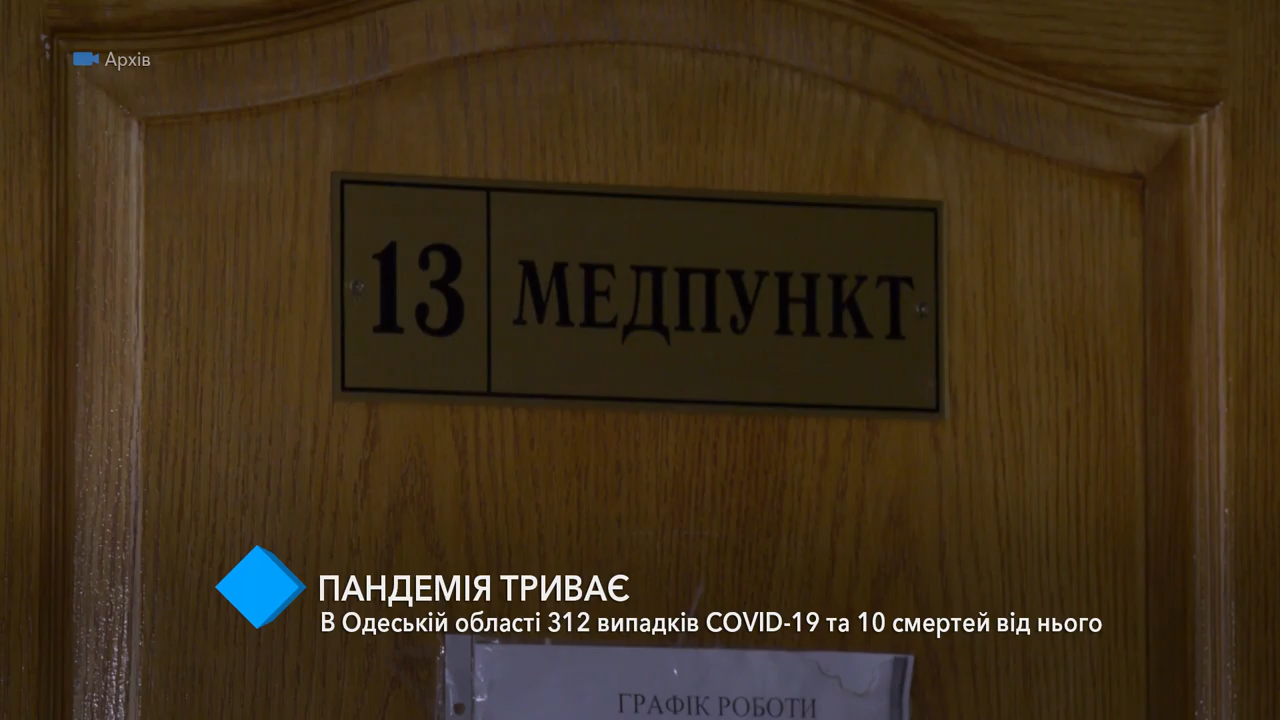 Архів
13 МЕДПУНКТ
ПАНДЕМІЯ ТРИВАЄ
В Одеській області 312 випадків COVID-19 та 10 смертей від нього
ГРАФІК РОБОТИ